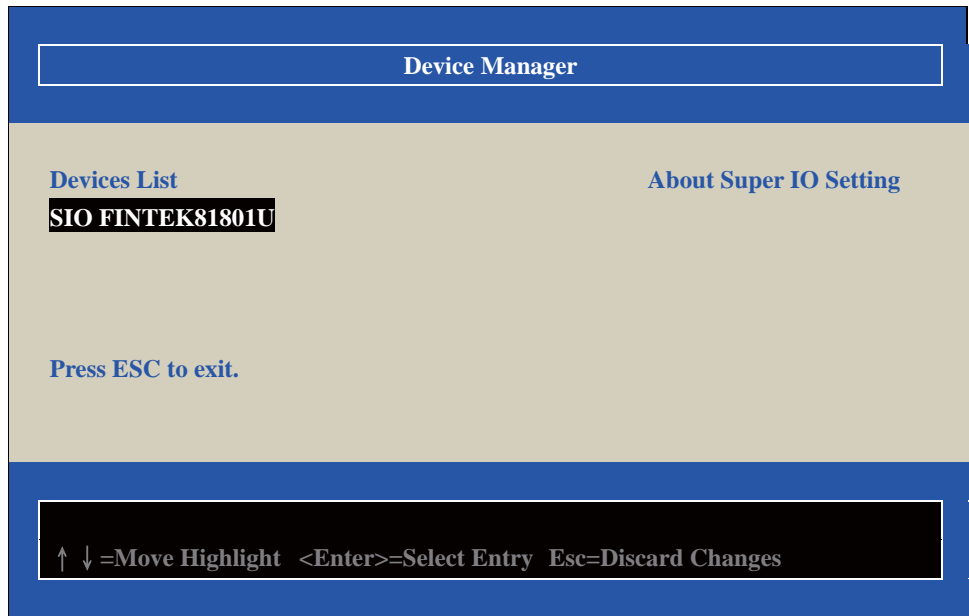 Device Manager
Devices List
About Super IO Setting
SIO FINTEK81801U
Press ESC to exit.
↑ ↓=Move Highlight <Enter>=Select Entry Esc=Discard Changes